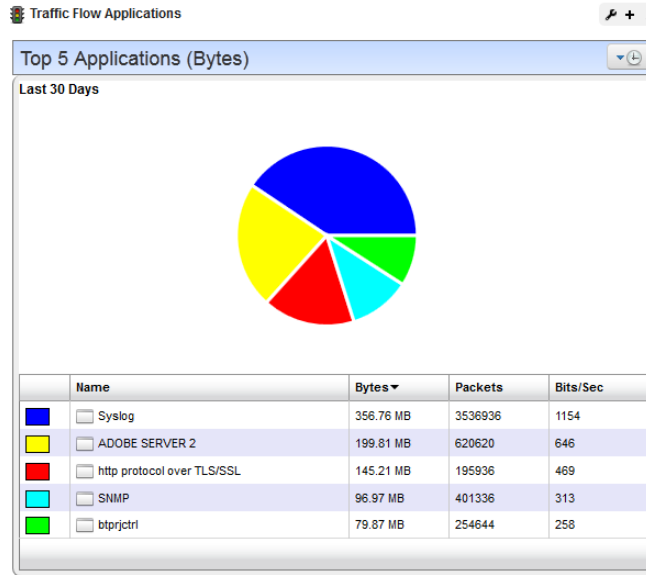 Traffic Flow Applications
Top 5 Applications (Bytes)
Last 30 Days
Name Bytes Packets Bits/Sec
Syslog 356.76 MB 3536936 1154
ADOBE SERVER 2 199.81 MB 620620 646
http protocol over TLS/SSL 145.21 MB 195936 469
SNMP 96.97 MB 401336 313
btprjctrl 79.87 MB 254644 258